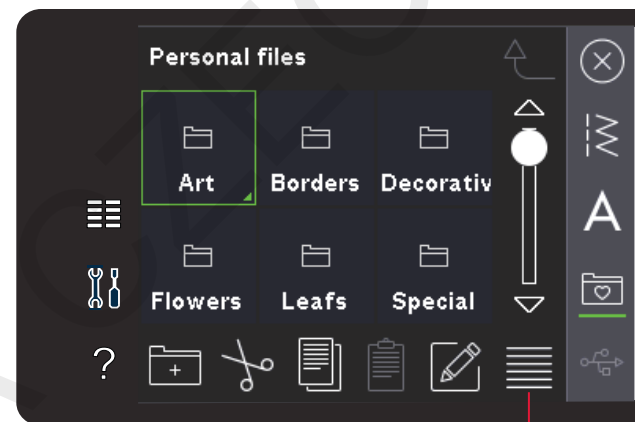 Personal files
Art
Borders
Decorativ
A
Flowers
Leafs
Special
?